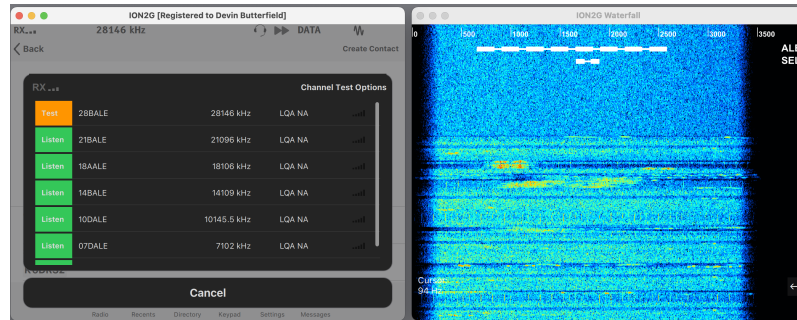 ION2G [Registered to Devin Butterfield]
RX... 28146 kHz DATA
Back Create Contact
RX... Channel Test Options
Test 28BALE 28146 kHz LQA NA
Listen 21BALE 21096 kHz LQA NA
Listen 18AALE 18106 kHz LQA NA
Listen 14BALE 14109 kHz LQA NA
Listen 10DALE 10145.5 kHz LQA NA
Listen 07DALE 7102 kHz LQA NA
Cancel
Radio Recents Directory Keypad Settings Messages
ION2G Waterfall
0 500 1000 1500 2000 2500 3000 3500
ALE
SEL
Cursor
94 Hz